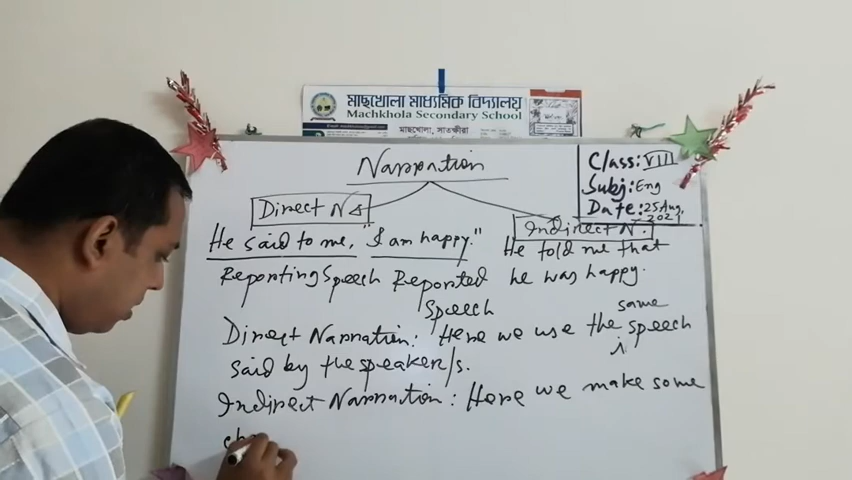 মাছখোলা মাধ্যমিক বিদ্যালয়
Machkhola Secondary School
মাছখোলা, সাতক্ষীরা
Class: VIII
Subj: Eng
Date: 25 Aug, 2021
Narration
Direct N
Indirect N.
He said to me, "I am happy."
He told me that
he was happy.
Reporting Speech Reported
Speech
same
Direct Narration: Here we use the speech
said by the speaker/s.
Indirect Narration: Here we make some